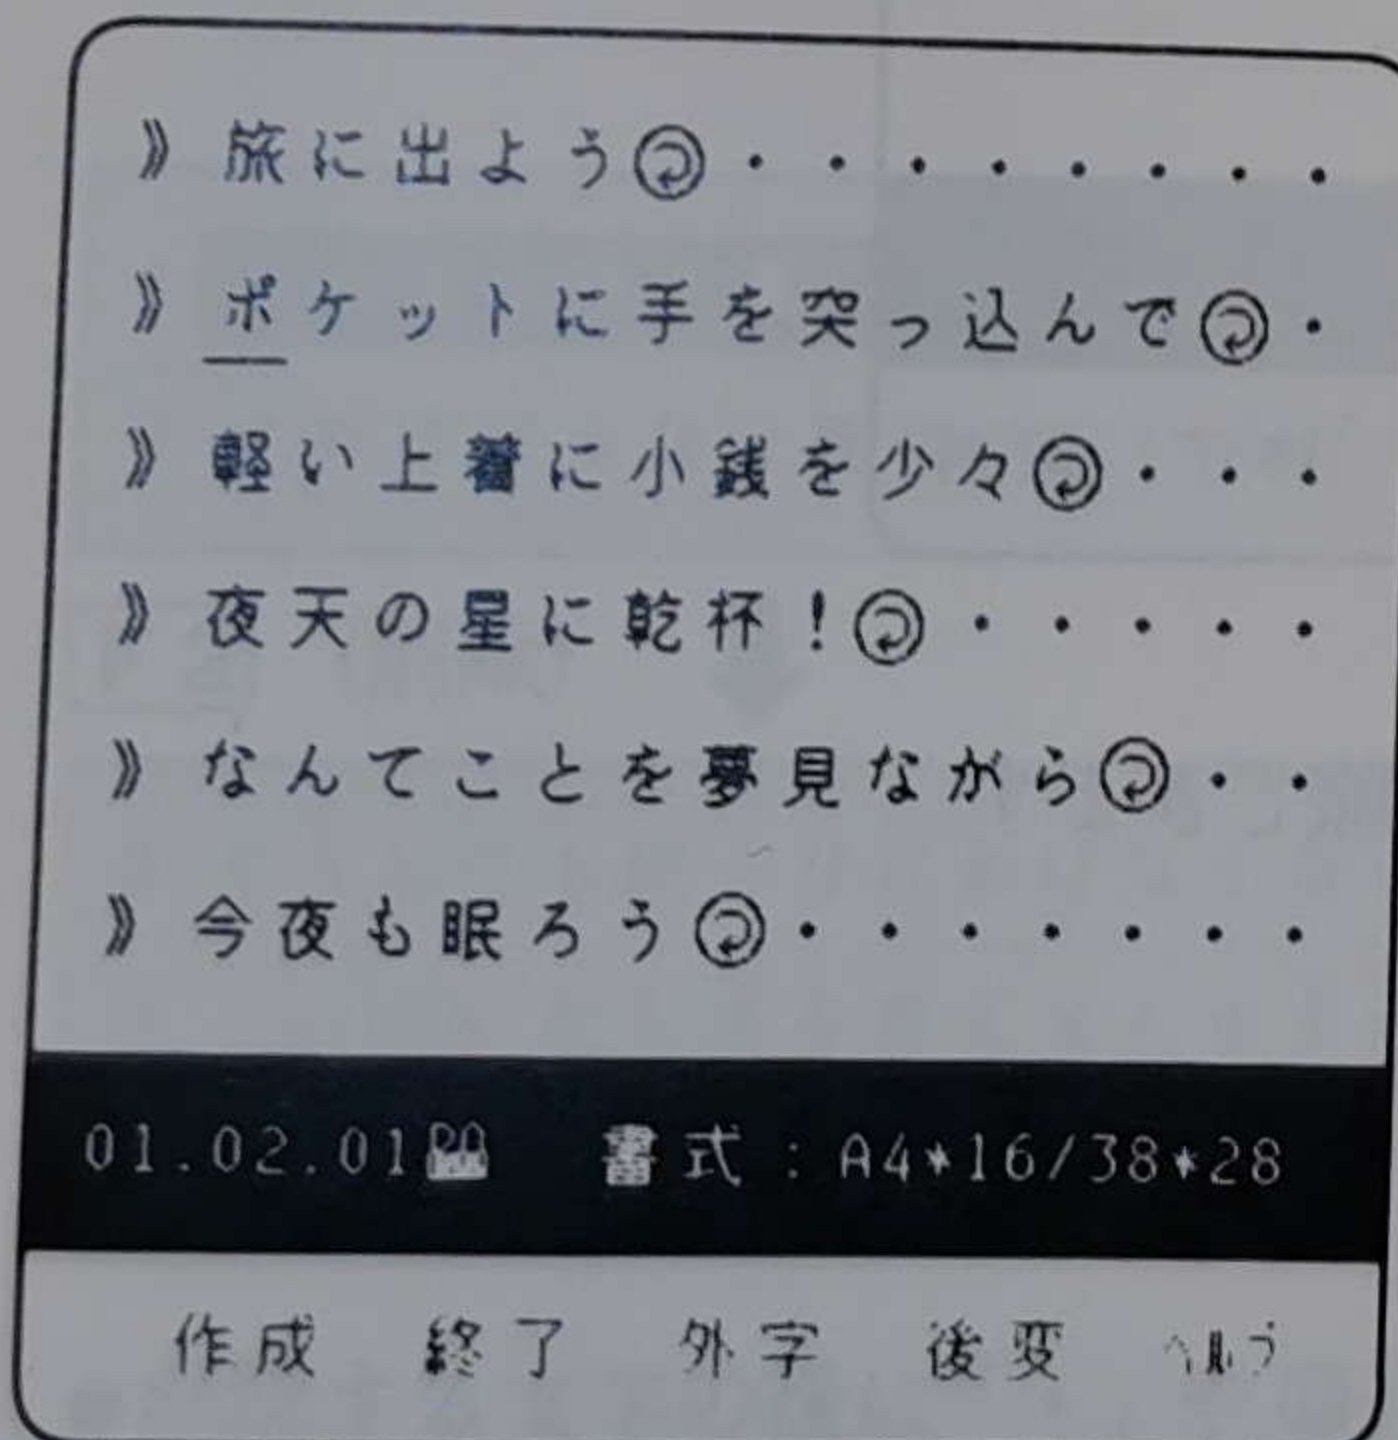 》旅に出よう・・・・・・・・
》ポケットに手を突っ込んで・
》軽い上着に小銭を少々・・・
》夜天の星に乾杯!・・・・・
》なんてことを夢見ながら・・
》今夜も眠ろう・・・・・・・
01.02.01 書式:A4*16/38*28
作成 終了 外字 後変 ヘルプ